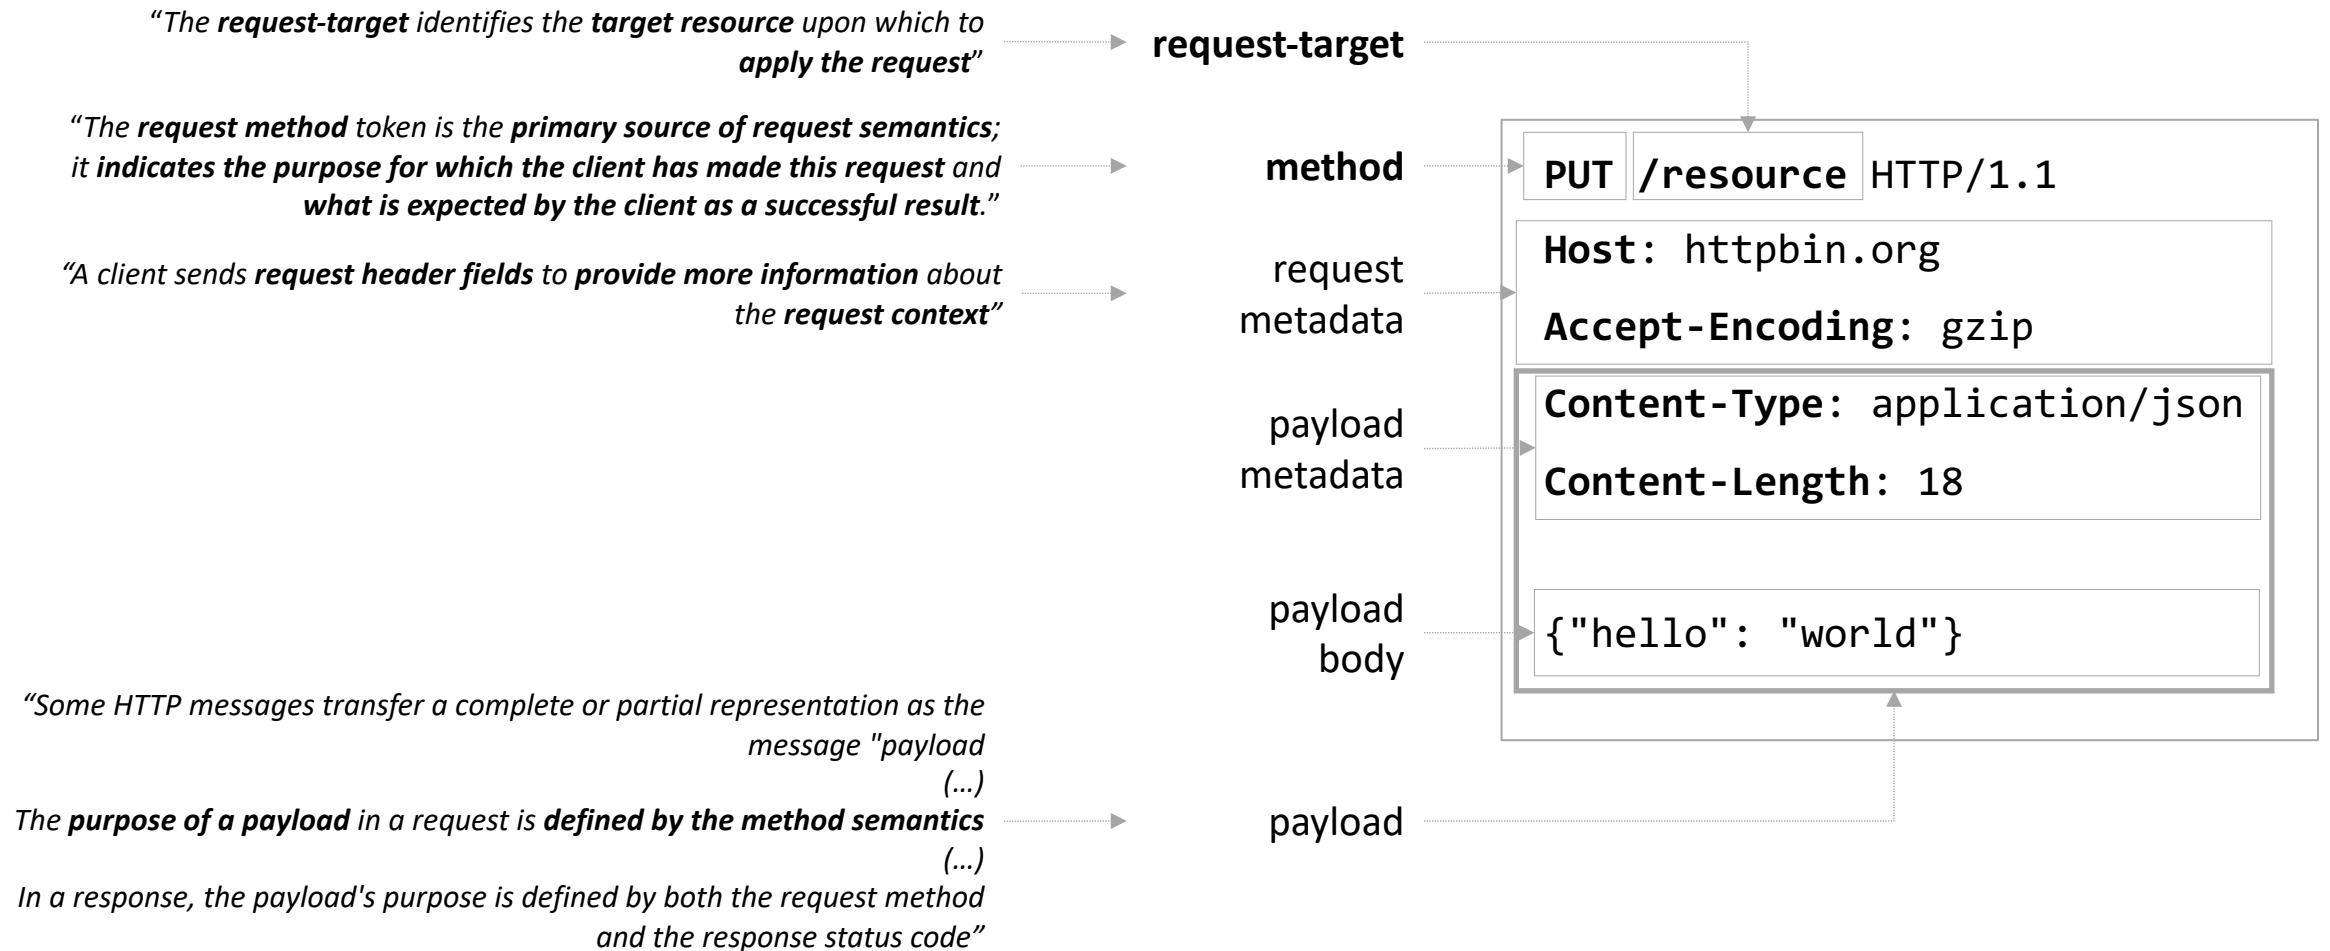 “The request-target identifies the target resource upon which to
apply the request”
request-target
“The request method token is the primary source of request semantics;
it indicates the purpose for which the client has made this request and
what is expected by the client as a successful result.”
method
PUT /resource HTTP/1.1
“A client sends request header fields to provide more information about
the request context”
request
metadata
Host: httpbin.org
Accept-Encoding: gzip
payload
metadata
Content-Type: application/json
Content-Length: 18
payload
body
{"hello": "world"}
“Some HTTP messages transfer a complete or partial representation as the
message "payload
(…)
The purpose of a payload in a request is defined by the method semantics
(…)
In a response, the payload's purpose is defined by both the request method
and the response status code”
payload